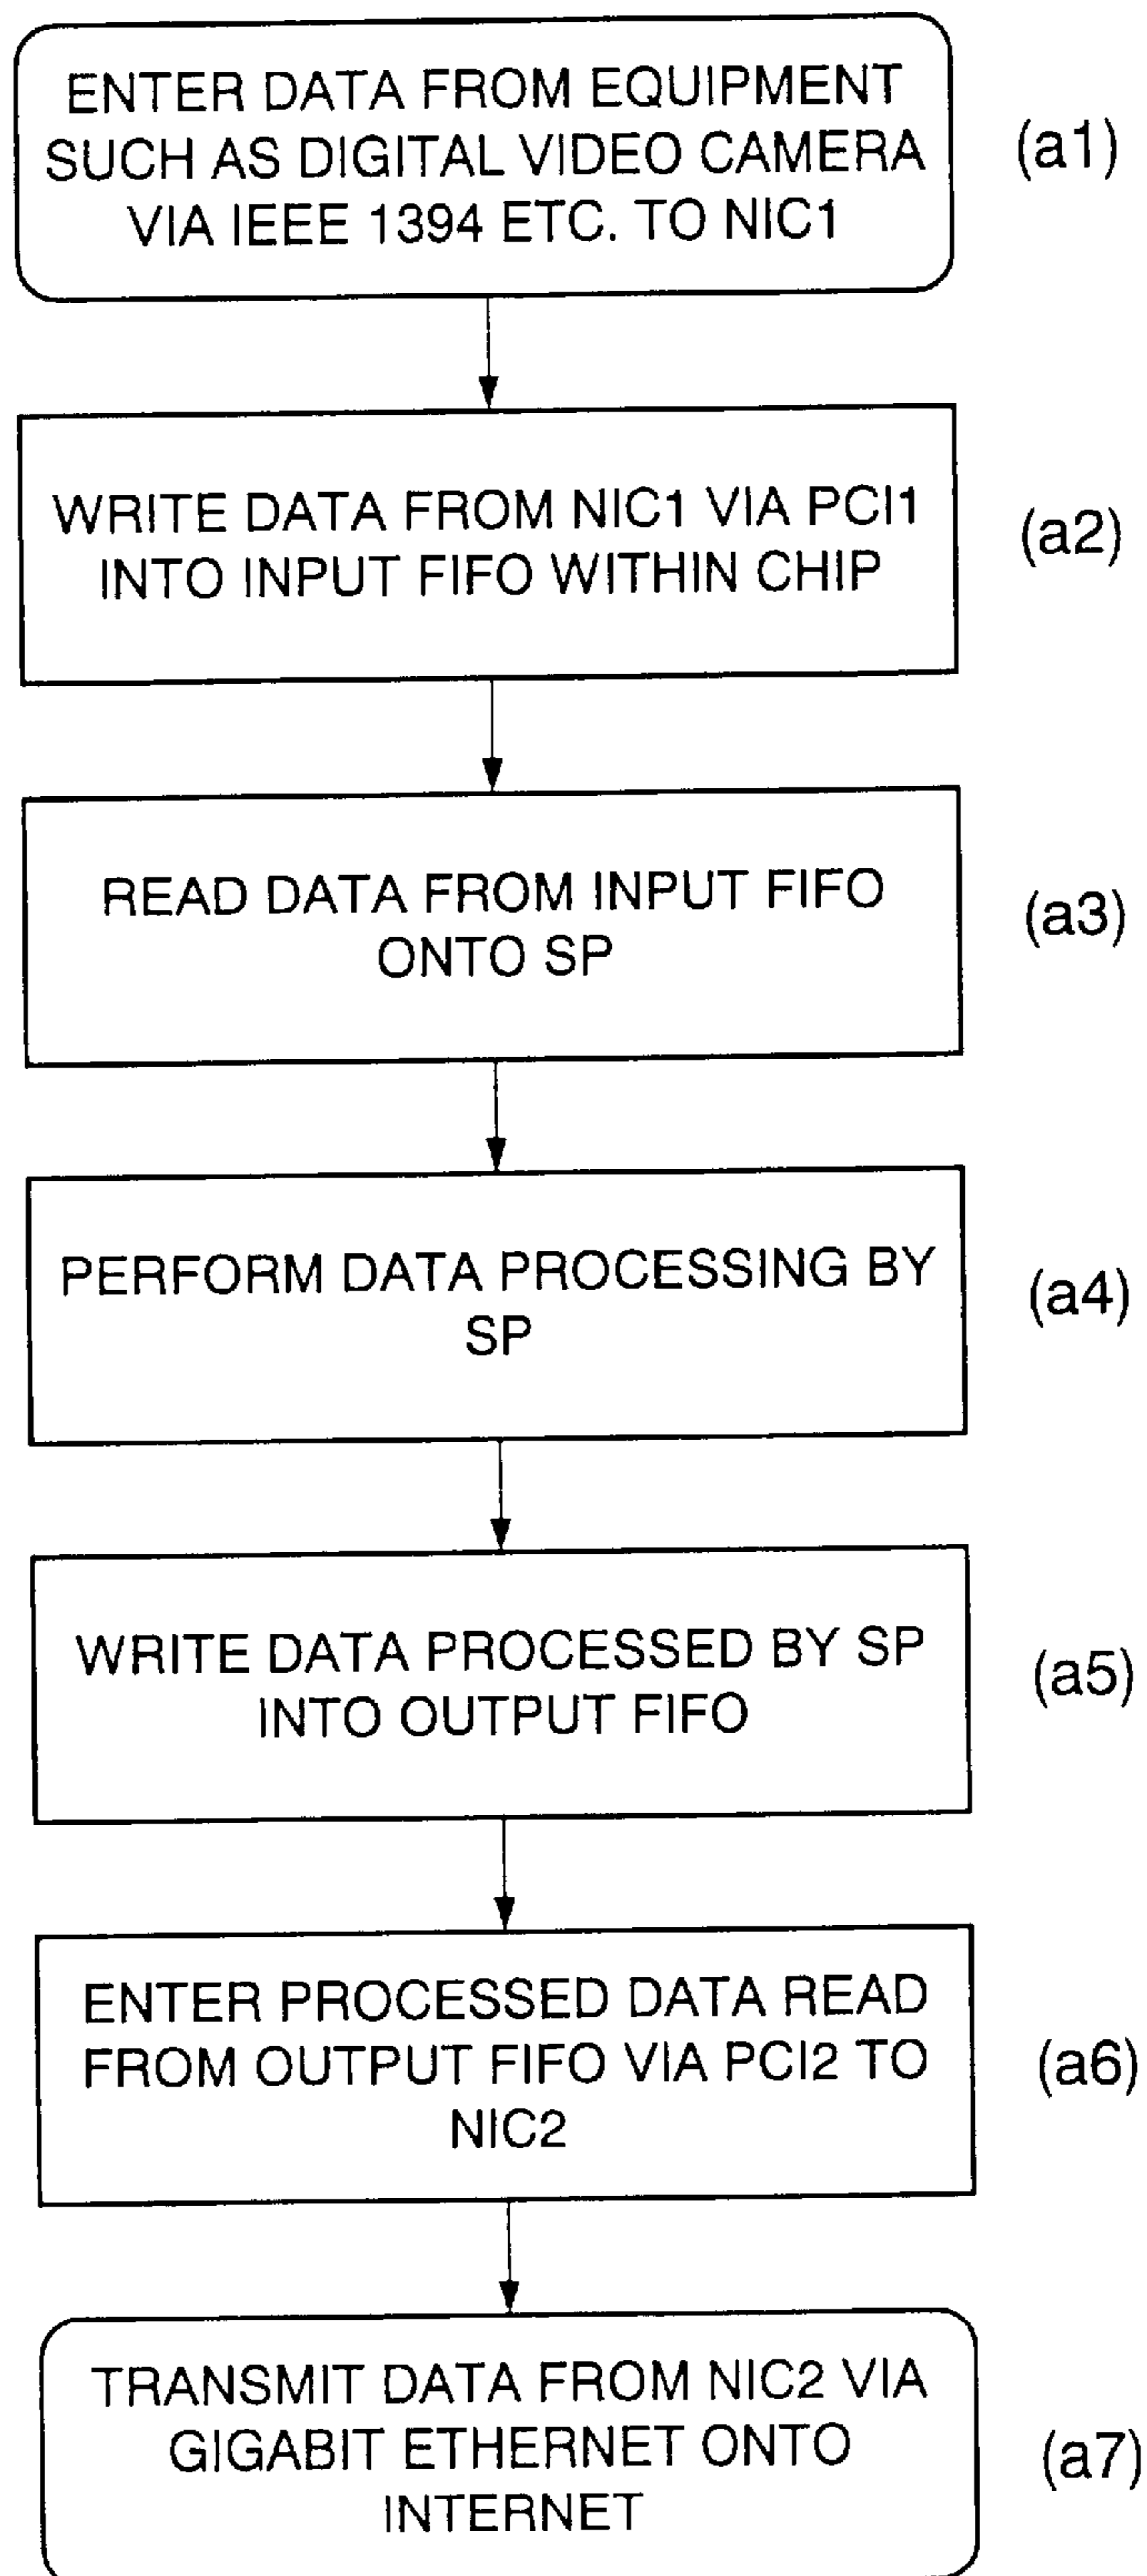 ENTER DATA FROM EQUIPMENT
SUCH AS DIGITAL VIDEO CAMERA
VIA IEEE 1394 ETC. TO NIC1
(a1)
WRITE DATA FROM NIC1 VIA PCI1
INTO INPUT FIFO WITHIN CHIP
(a2)
READ DATA FROM INPUT FIFO
ONTO SP
(a3)
PERFORM DATA PROCESSING BY
SP
(a4)
WRITE DATA PROCESSED BY SP
INTO OUTPUT FIFO
(a5)
ENTER PROCESSED DATA READ
FROM OUTPUT FIFO VIA PCI2 TO
NIC2
(a6)
TRANSMIT DATA FROM NIC2 VIA
GIGABIT ETHERNET ONTO
INTERNET
(a7)